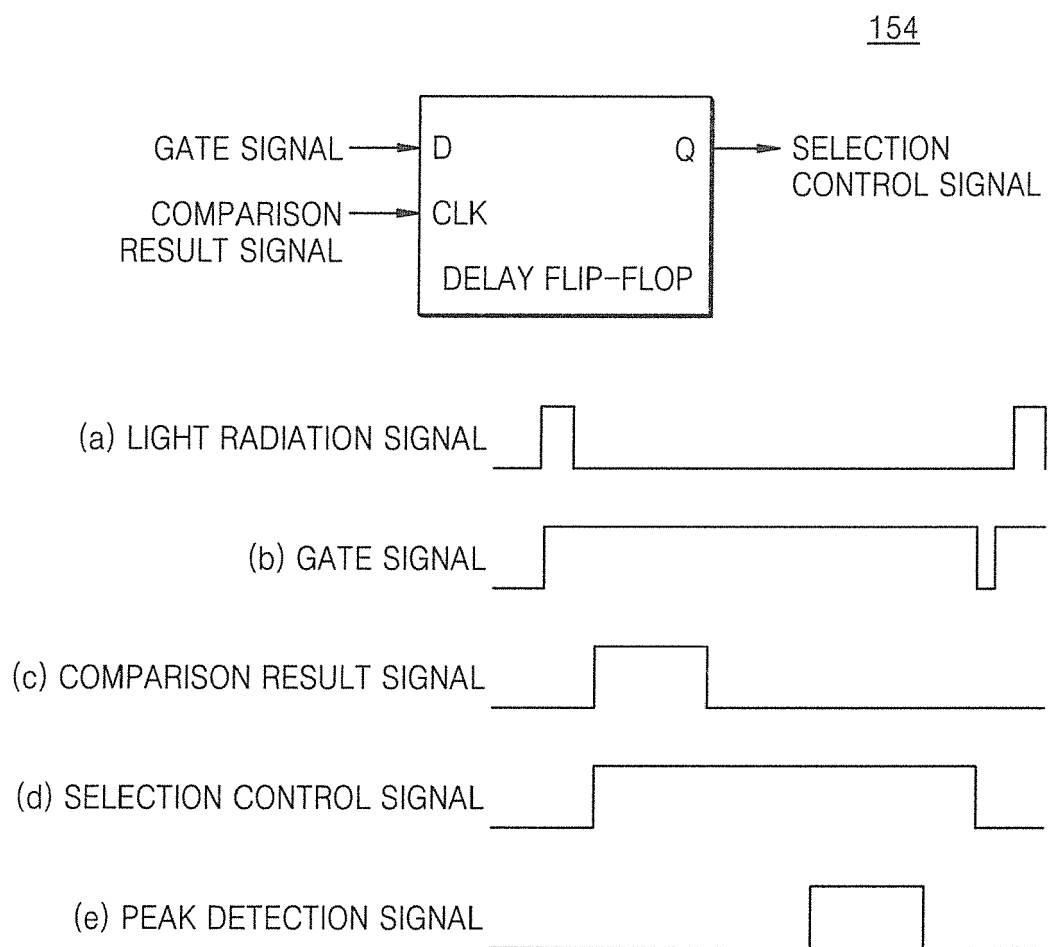 154
GATE SIGNAL
D
Q
SELECTION
CONTROL SIGNAL
COMPARISON
RESULT SIGNAL
CLK
DELAY FLIP-FLOP
(a) LIGHT RADIATION SIGNAL
(b) GATE SIGNAL
(c) COMPARISON RESULT SIGNAL
(d) SELECTION CONTROL SIGNAL
(e) PEAK DETECTION SIGNAL